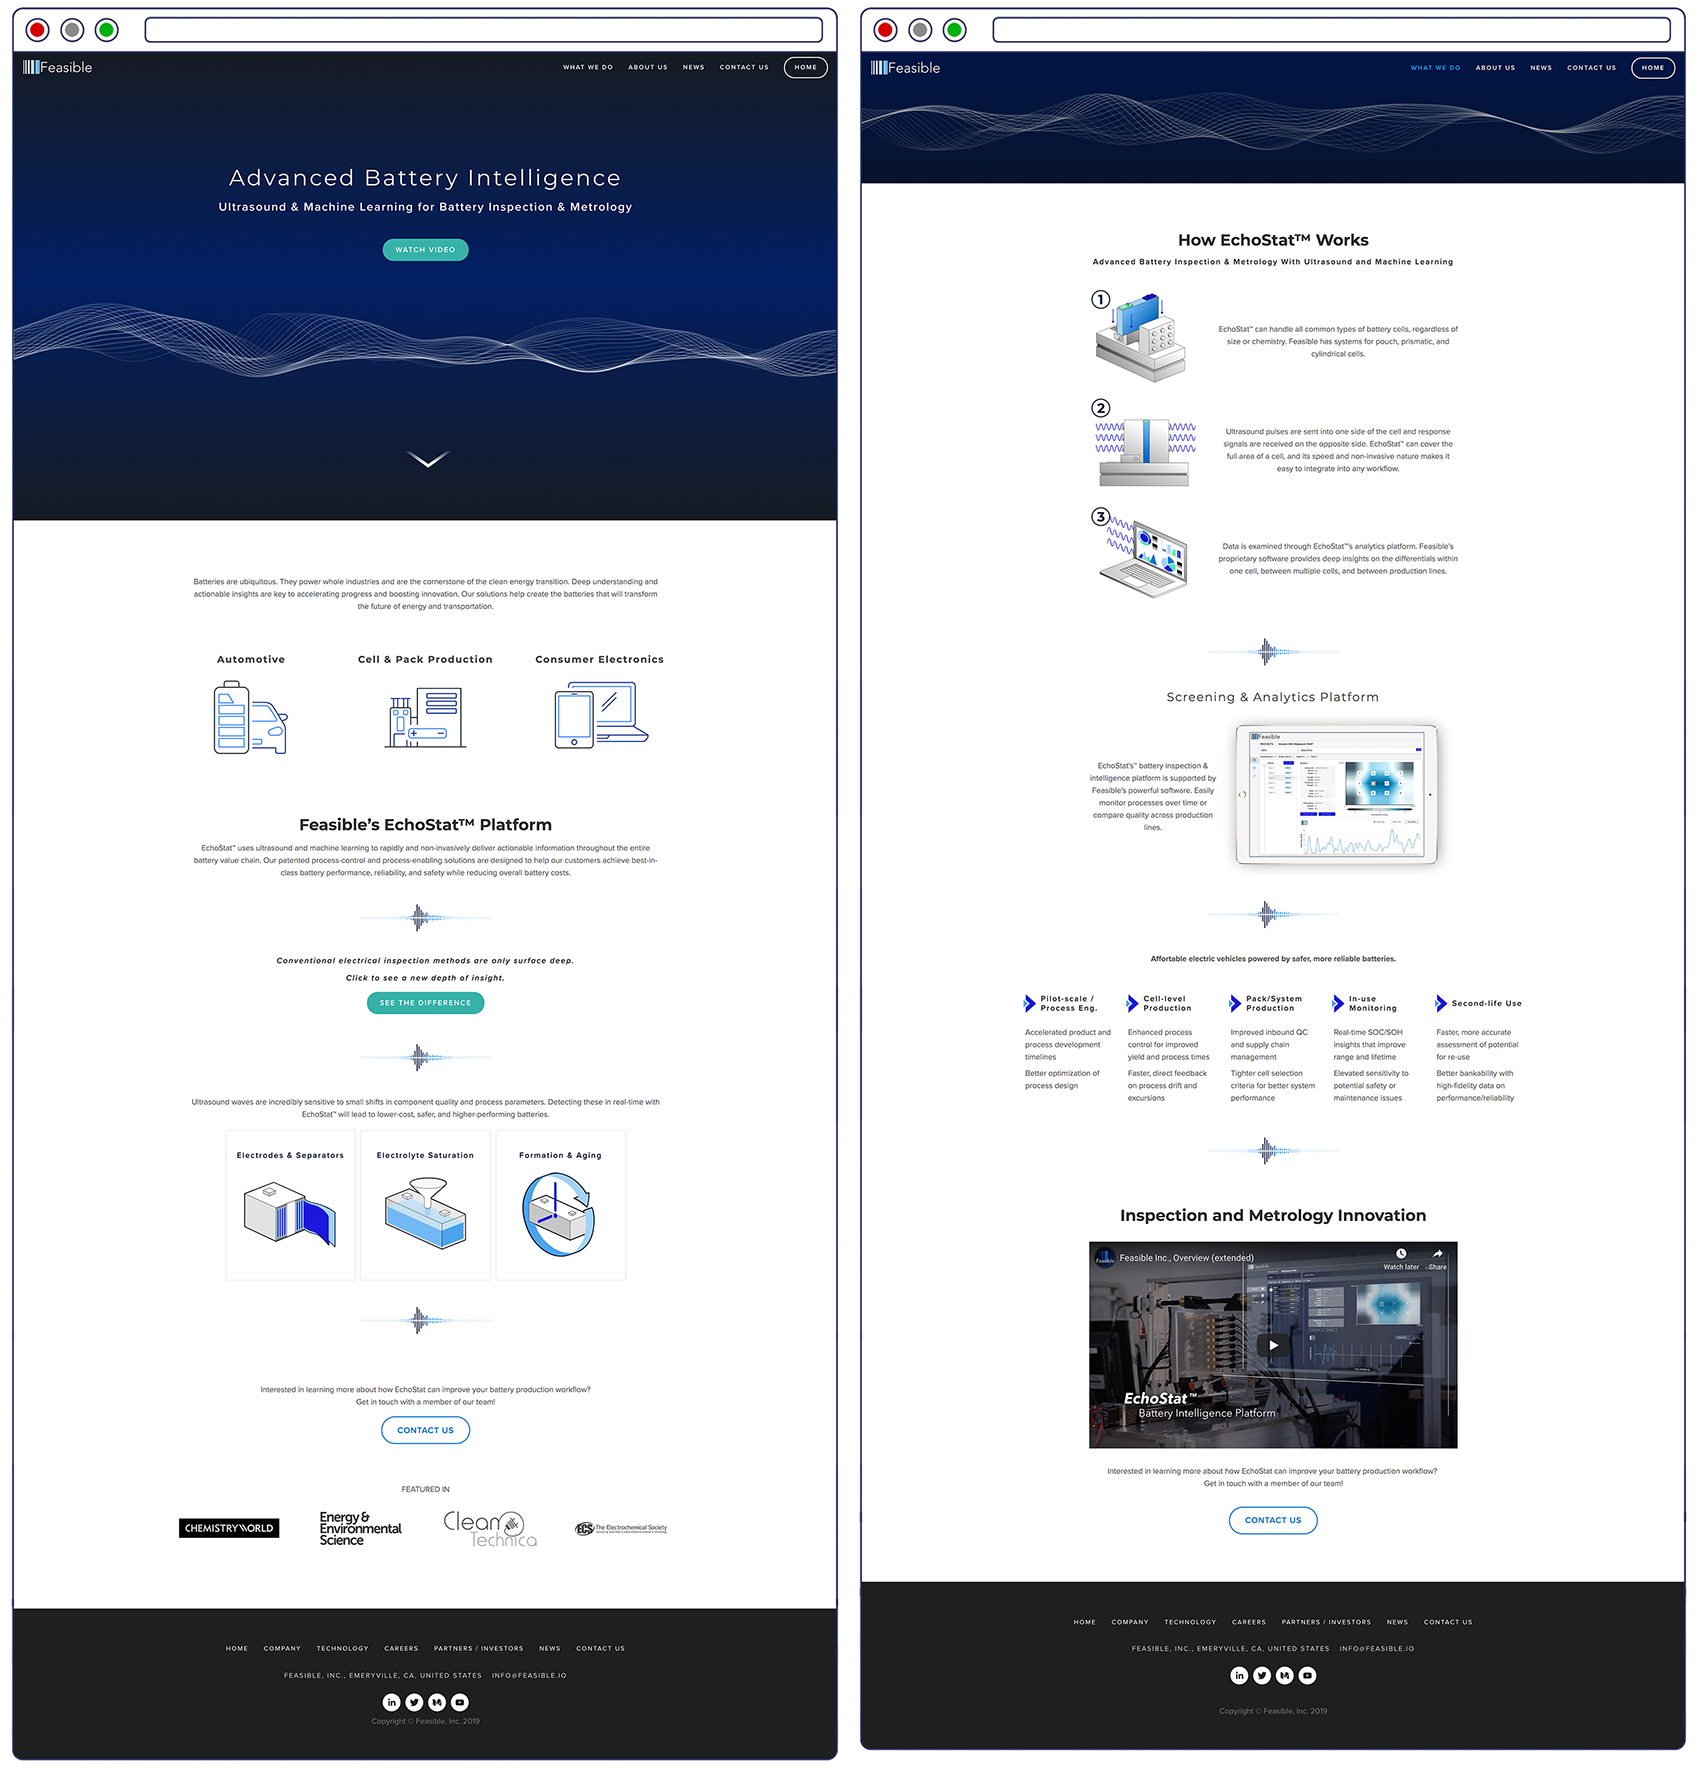 Feasible
WHAT WE DO
ABOUT US
NEWS
CONTACT US
HOME
Advanced Battery Intelligence
Ultrasound & Machine Learning for Battery Inspection & Metrology
WATCH VIDEO
Batteries are ubiquitous. They power whole industries and are the cornerstone of the clean energy transition. Deep understanding and
actionable insights are key to accelerating progress and boosting innovation. Our solutions help create the batteries that will transform
the future of energy and transportation.
Automotive
Cell & Pack Production
Consumer Electronics
Feasible's EchoStat™ Platform
EchoStat™ uses ultrasound and machine learning to rapidly and non-invasively deliver actionable information throughout the entire
battery value chain. Our patented process-control and process-enabling solutions are designed to help our customers achieve best-in-
class battery performance, reliability, and safety while reducing overall battery costs.
Conventional electrical inspection methods are only surface deep.
Click to see a new depth of insight.
SEE THE DIFFERENCE
Ultrasound waves are incredibly sensitive to small shifts in component quality and process parameters. Detecting these in real-time with
EchoStat™ will lead to lower-cost, safer, and higher-performing batteries.
Electrodes & Separators
Electrolyte Saturation
Formation & Aging
Interested in learning more about how EchoStat can improve your battery production workflow?
Get in touch with a member of our team!
CONTACT US
FEATURED IN
CHEMISTRY WORLD
Energy &
Environmental
Science
Clean
Technica
ECS The Electrochemical Society
HOME
COMPANY
TECHNOLOGY
CAREERS
PARTNERS / INVESTORS
NEWS
CONTACT US
FEASIBLE, INC., EMERYVILLE, CA, UNITED STATES INFO@FEASIBLE.IO
Copyright © Feasible, Inc. 2019
Feasible
WHAT WE DO
ABOUT US
NEWS
CONTACT US
HOME
How EchoStat™ Works
Advanced Battery Inspection & Metrology With Ultrasound and Machine Learning
1
EchoStat™ can handle all common types of battery cells, regardless of
size or chemistry. Feasible has systems for pouch, prismatic, and
cylindrical cells.
2
Ultrasound pulses are sent into one side of the cell and response
signals are received on the opposite side. EchoStat™ can cover the
full area of a cell, and its speed and non-invasive nature makes it
easy to integrate into any workflow.
3
Data is examined through EchoStat™'s analytics platform. Feasible's
proprietary software provides deep insights on the differentials within
one cell, between multiple cells, and between production lines.
Screening & Analytics Platform
EchoStat's™ battery inspection &
intelligence platform is supported by
Feasible's powerful software. Easily
monitor processes over time or
compare quality across production
lines.
Feasible
Affortable electric vehicles powered by safer, more reliable batteries.
Pilot-scale /
Process Eng.
Accelerated product and
process development
timelines
Better optimization of
process design
Cell-level
Production
Enhanced process
control for improved
yield and process times
Faster, direct feedback
on process drift and
excursions
Pack/System
Production
Improved inbound QC
and supply chain
management
Tighter cell selection
criteria for better system
performance
In-use
Monitoring
Real-time SOC/SOH
insights that improve
range and lifetime
Elevated sensitivity to
potential safety or
maintenance issues
Second-life Use
Faster, more accurate
assessment of potential
for re-use
Better bankability with
high-fidelity data on
performance/reliability
Inspection and Metrology Innovation
Feasible Inc., Overview (extended)
Watch later
Share
EchoStat™
Battery Intelligence Platform
Interested in learning more about how EchoStat can improve your battery production workflow?
Get in touch with a member of our team!
CONTACT US
HOME
COMPANY
TECHNOLOGY
CAREERS
PARTNERS / INVESTORS
NEWS
CONTACT US
FEASIBLE, INC., EMERYVILLE, CA, UNITED STATES INFO@FEASIBLE.IO
Copyright © Feasible, Inc. 2019